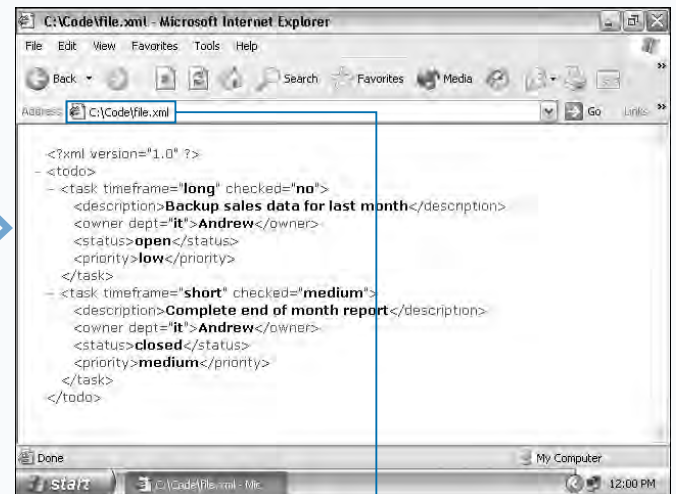 C:\Code\file.xml - Microsoft Internet Explorer
File Edit View Favorites Tools Help
Back Search Favorites Media »
Address C:\Code\file.xml Go Links »
<?xml version="1.0" ?>
- <todo>
- <task timeframe="long" checked="no">
<description>Backup sales data for last month</description>
<owner dept="it">Andrew</owner>
<status>open</status>
<priority>low</priority>
</task>
- <task timeframe="short" checked="medium">
<description>Complete end of month report</description>
<owner dept="it">Andrew</owner>
<status>closed</status>
<priority>medium</priority>
</task>
</todo>
Done My Computer
start C:\Code\file.xml - Mic... 12:00 PM